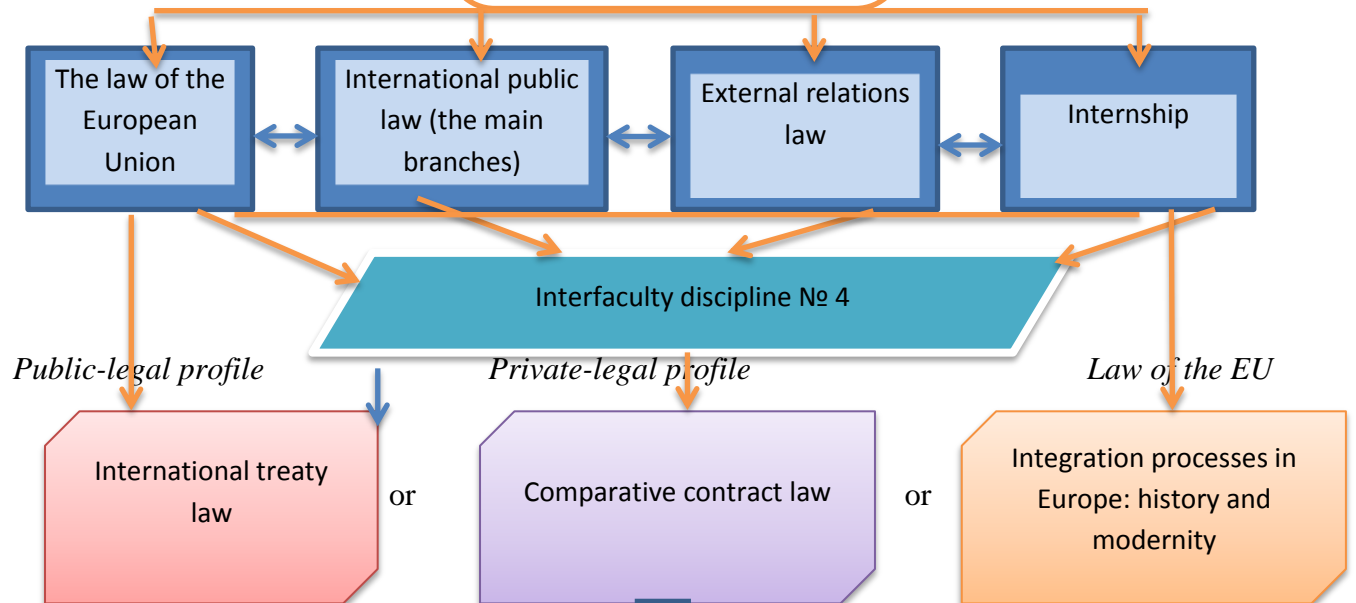 The law of the
European
Union
International public
law (the main
branches)
External relations
law
Internship
Interfaculty discipline № 4
Public-legal profile
Private-legal profile
Law of the EU
International treaty
law
or
Comparative contract law
or
Integration processes in
Europe: history and
modernity